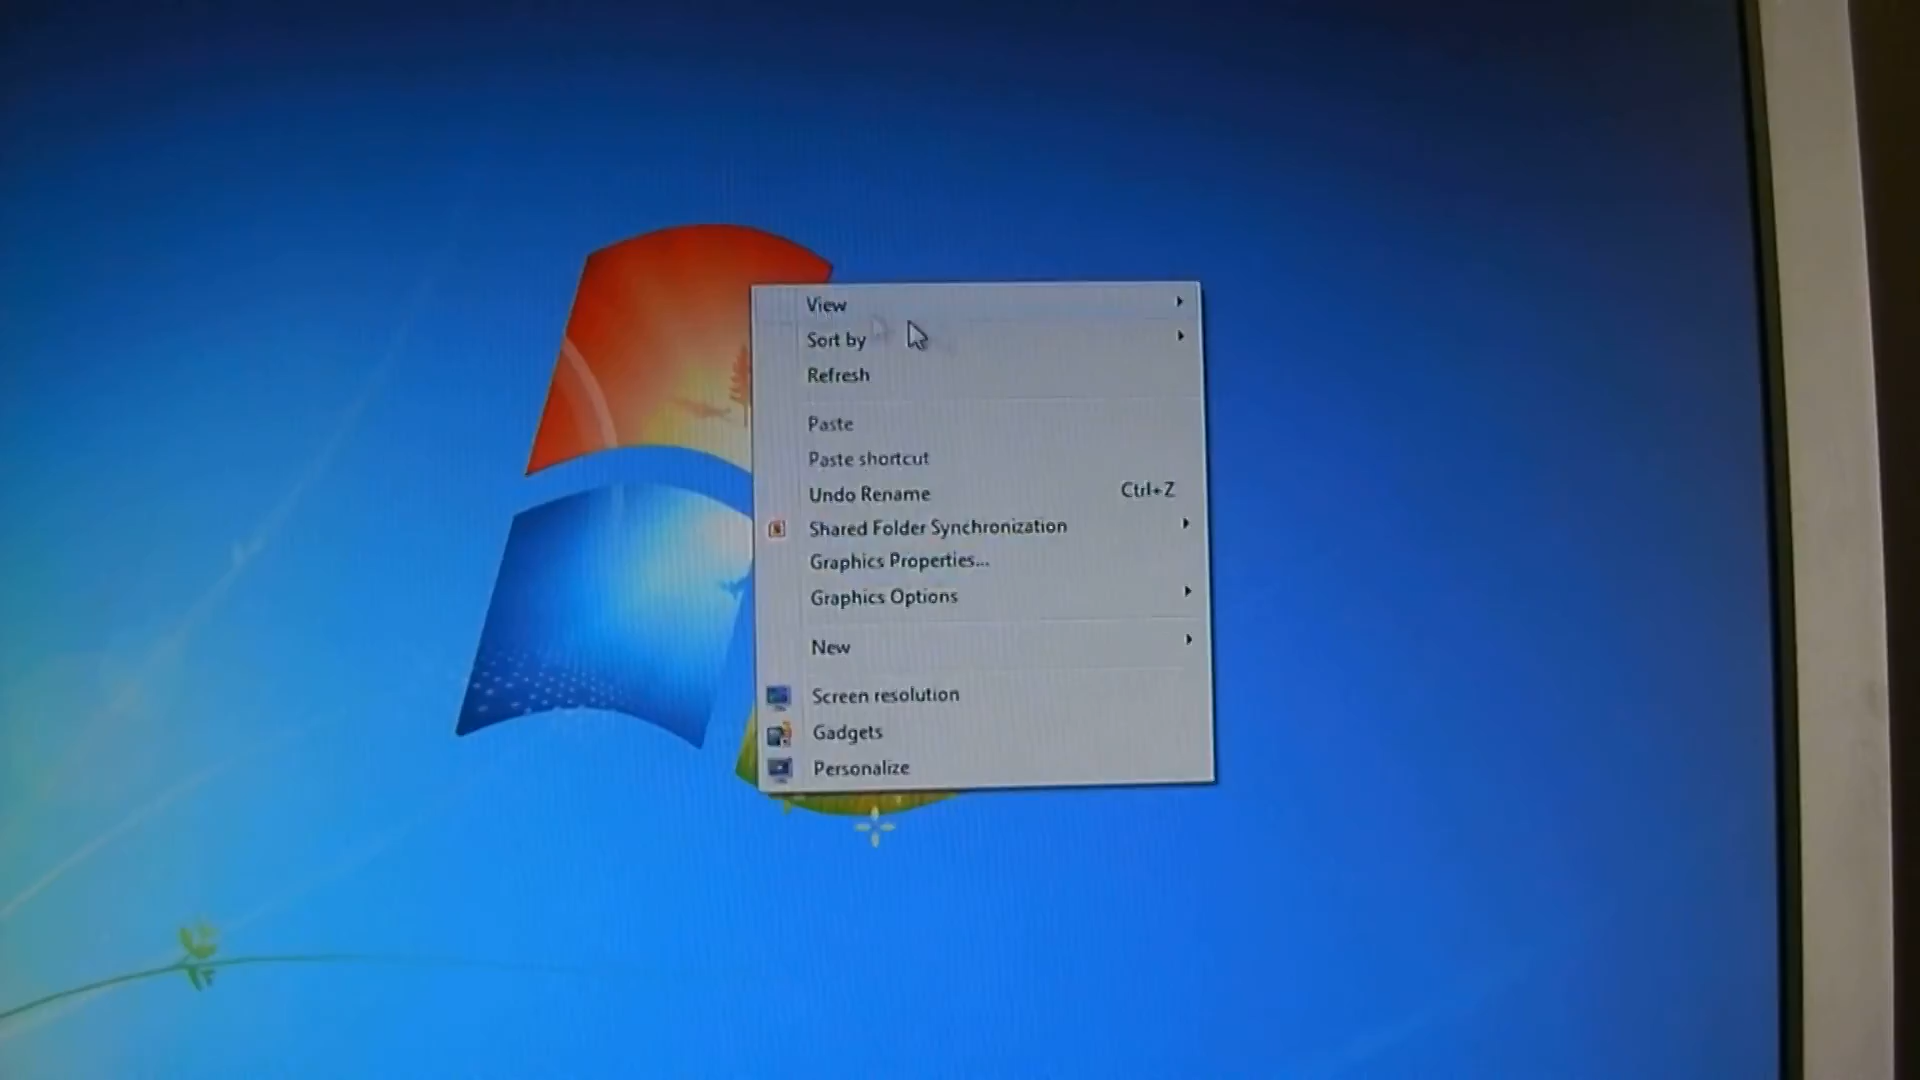 View
Sort by
Refresh
Paste
Paste shortcut
Undo Rename Ctrl+Z
Shared Folder Synchronization
Graphics Properties...
Graphics Options
New
Screen resolution
Gadgets
Personalize